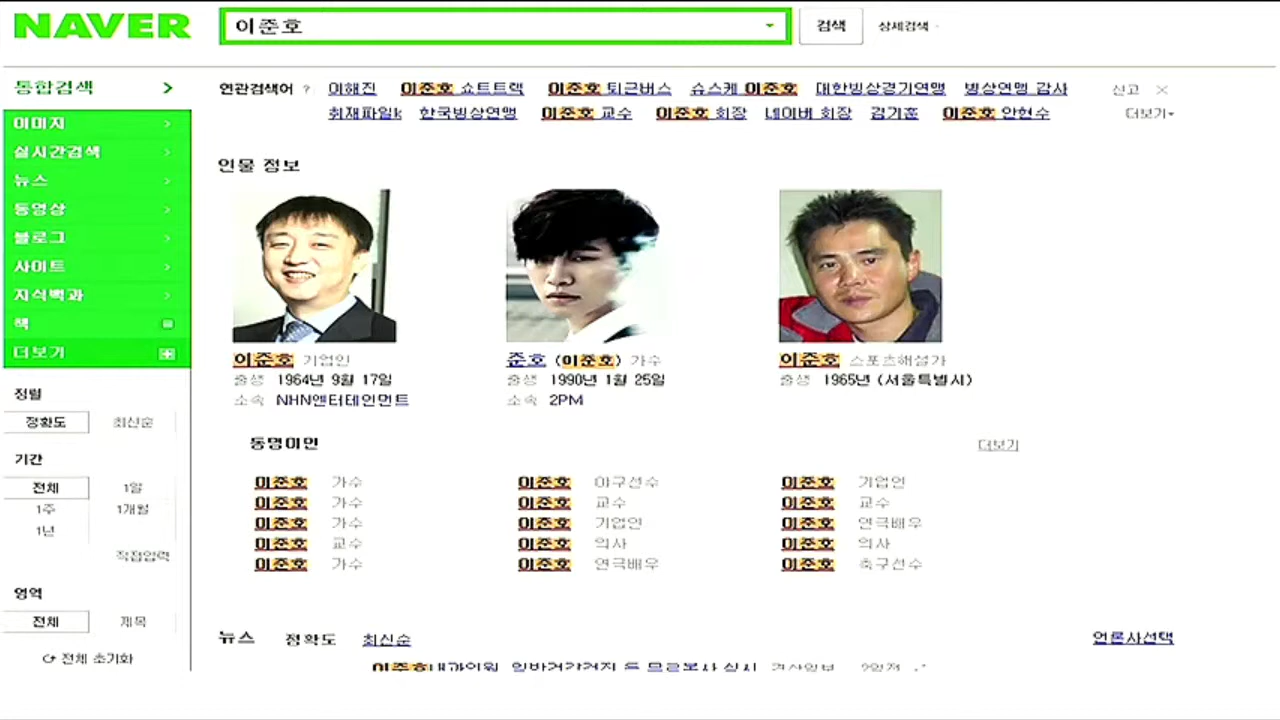 NAVER
이준호
검색
상세검색
통합검색
이미지
실시간검색
뉴스
동영상
블로그
사이트
지식백과
책
더보기
정렬
정확도 최신순
기간
전체 1일
1주 1개월
1년
직접입력
영역
전체 제목
전체 초기화
연관검색어 ? 이해진 이준호 쇼트트랙 이준호 퇴근버스 슈스케 이준호 대한빙상경기연맹 빙상연맹 감사 신고
취재파일k 한국빙상연맹 이준호 교수 이준호 회장 네이버 회장 김기훈 이준호 안현수 더보기
인물 정보
이준호 기업인
출생 1964년 9월 17일
소속 NHN엔터테인먼트
준호 (이준호) 가수
출생 1990년 1월 25일
소속 2PM
이준호 스포츠해설가
출생 1965년 (서울특별시)
동명이인 더보기
이준호 가수 이준호 야구선수 이준호 기업인
이준호 가수 이준호 교수 이준호 교수
이준호 가수 이준호 기업인 이준호 연극배우
이준호 교수 이준호 의사 이준호 의사
이준호 가수 이준호 연극배우 이준호 축구선수
뉴스 정확도 최신순 언론사선택